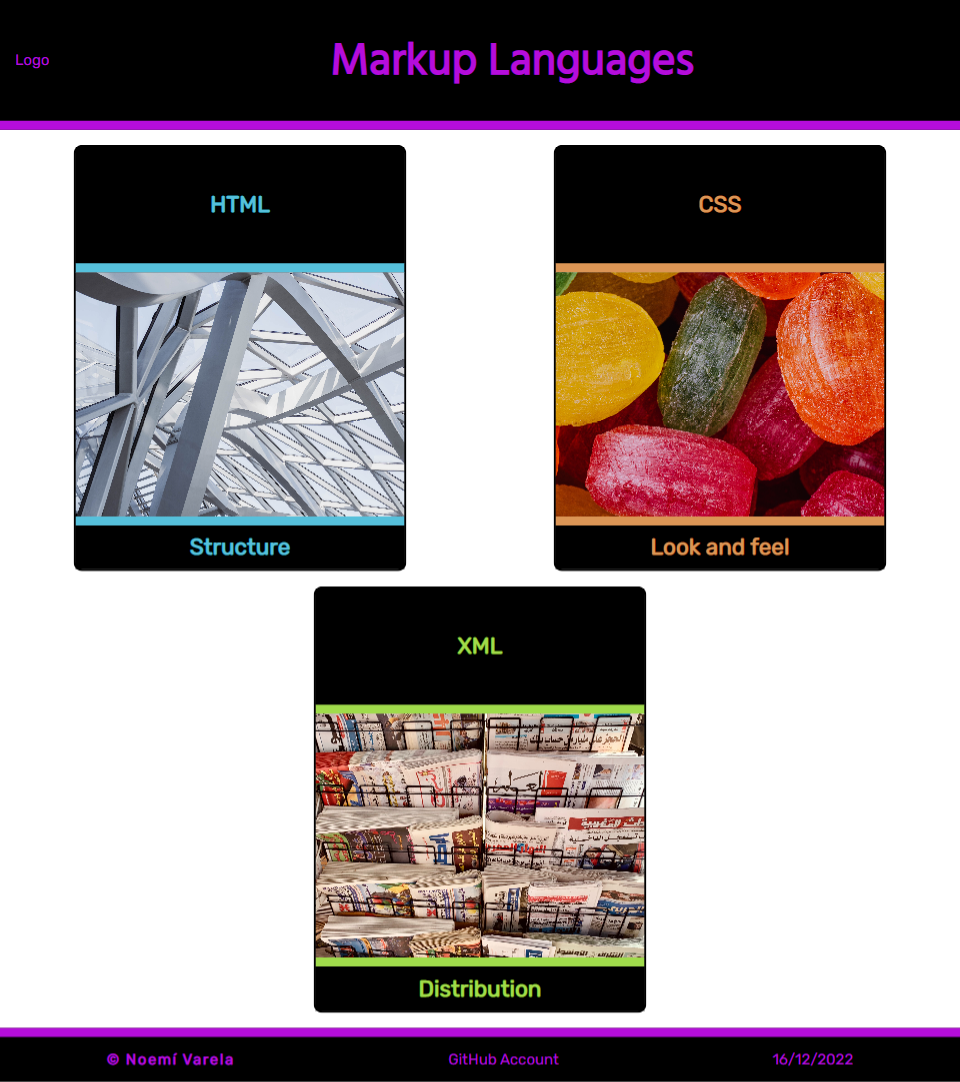 Logo
Markup Languages
HTML
CSS
Structure
Look and feel
XML
Distribution
© Noemí Varela
GitHub Account
16/12/2022